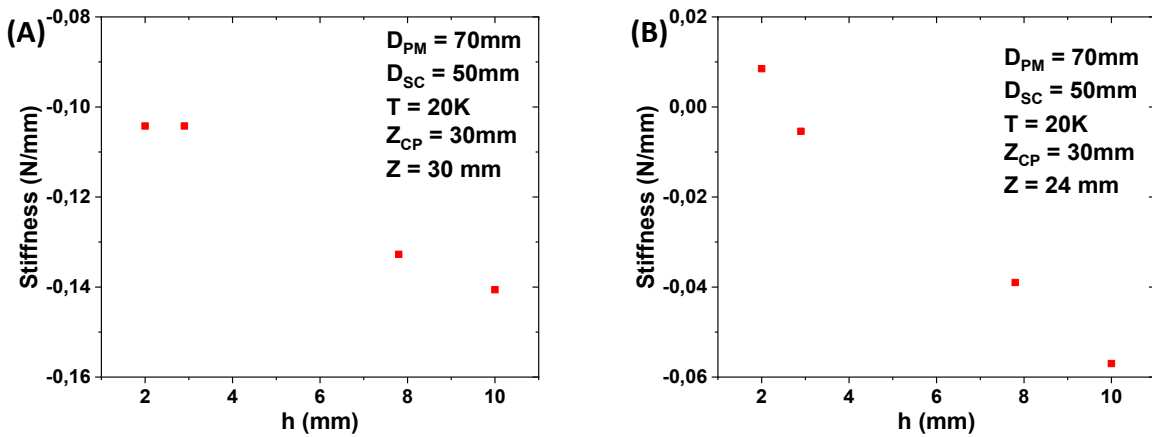 (A)
-0,08
-0,10
-0,12
-0,14
-0,16
Stiffness (N/mm)
D_PM = 70mm
D_SC = 50mm
T = 20K
Z_CP = 30mm
Z = 30 mm
2 4 6 8 10
h (mm)
(B)
0,02
0,00
-0,02
-0,04
-0,06
Stiffness (N/mm)
D_PM = 70mm
D_SC = 50mm
T = 20K
Z_CP = 30mm
Z = 24 mm
2 4 6 8 10
h (mm)